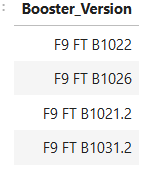 :
Booster_Version
F9 FT B1022
F9 FT B1026
F9 FT B1021.2
F9 FT B1031.2